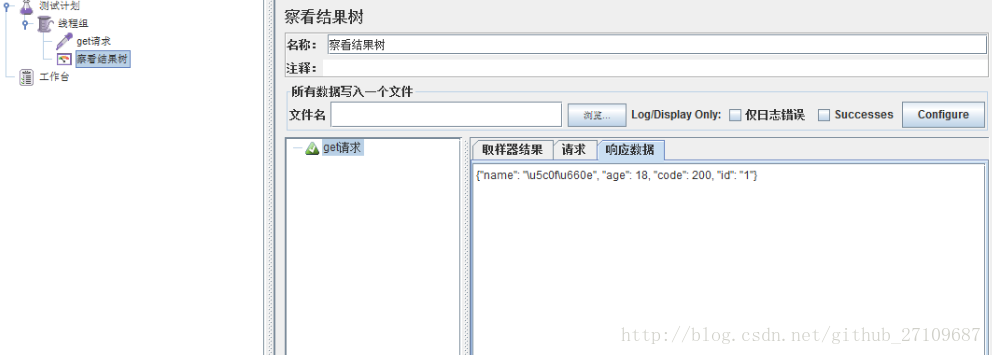 测试计划
线程组
get请求
察看结果树
工作台
察看结果树
名称： 察看结果树
注释：
所有数据写入一个文件
文件名 浏览... Log/Display Only: 仅日志错误 Successes Configure
get请求
取样器结果 请求 响应数据
{"name": "\u5c0f\u660e", "age": 18, "code": 200, "id": "1"}
http://blog.csdn.net/github_27109687